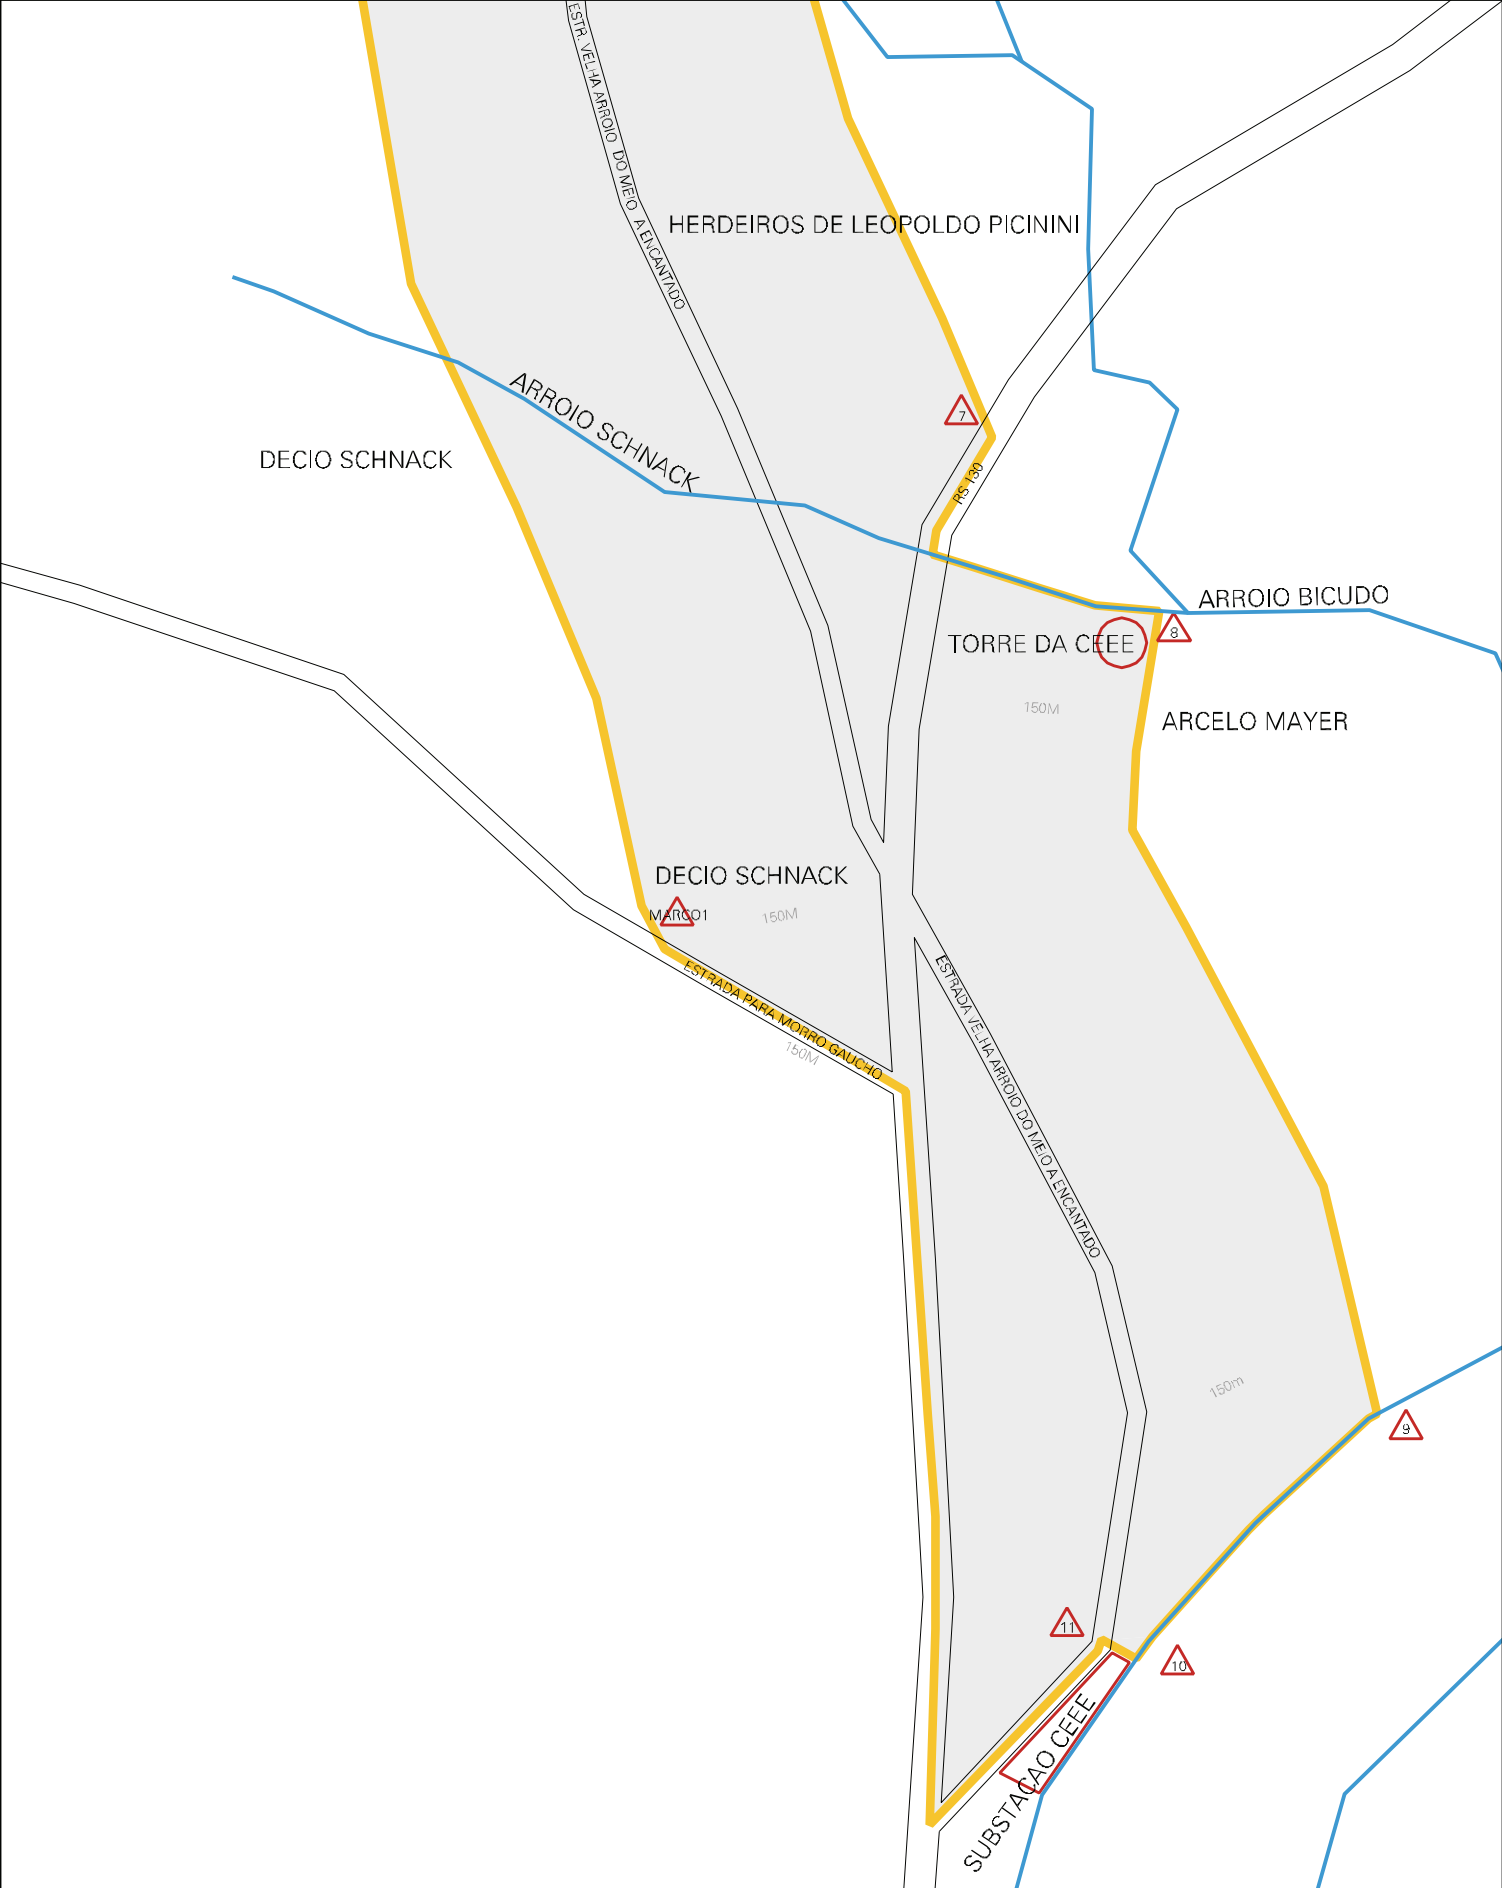 ESTR. VELHA ARROIO DO MEIO A ENCANTADO
HERDEIROS DE LEOPOLDO PICININI
ARROIO SCHNACK
7
DECIO SCHNACK
RS 130
ARROIO BICUDO
8
TORRE DA CEEE
150M
ARCELO MAYER
DECIO SCHNACK
MARCO1
150M
ESTRADA PARA MORRO GAUCHO
150M
ESTRADA VELHA ARROIO DO MEIO A ENCANTADO
150m
9
11
10
SUBSTACAO CEEE